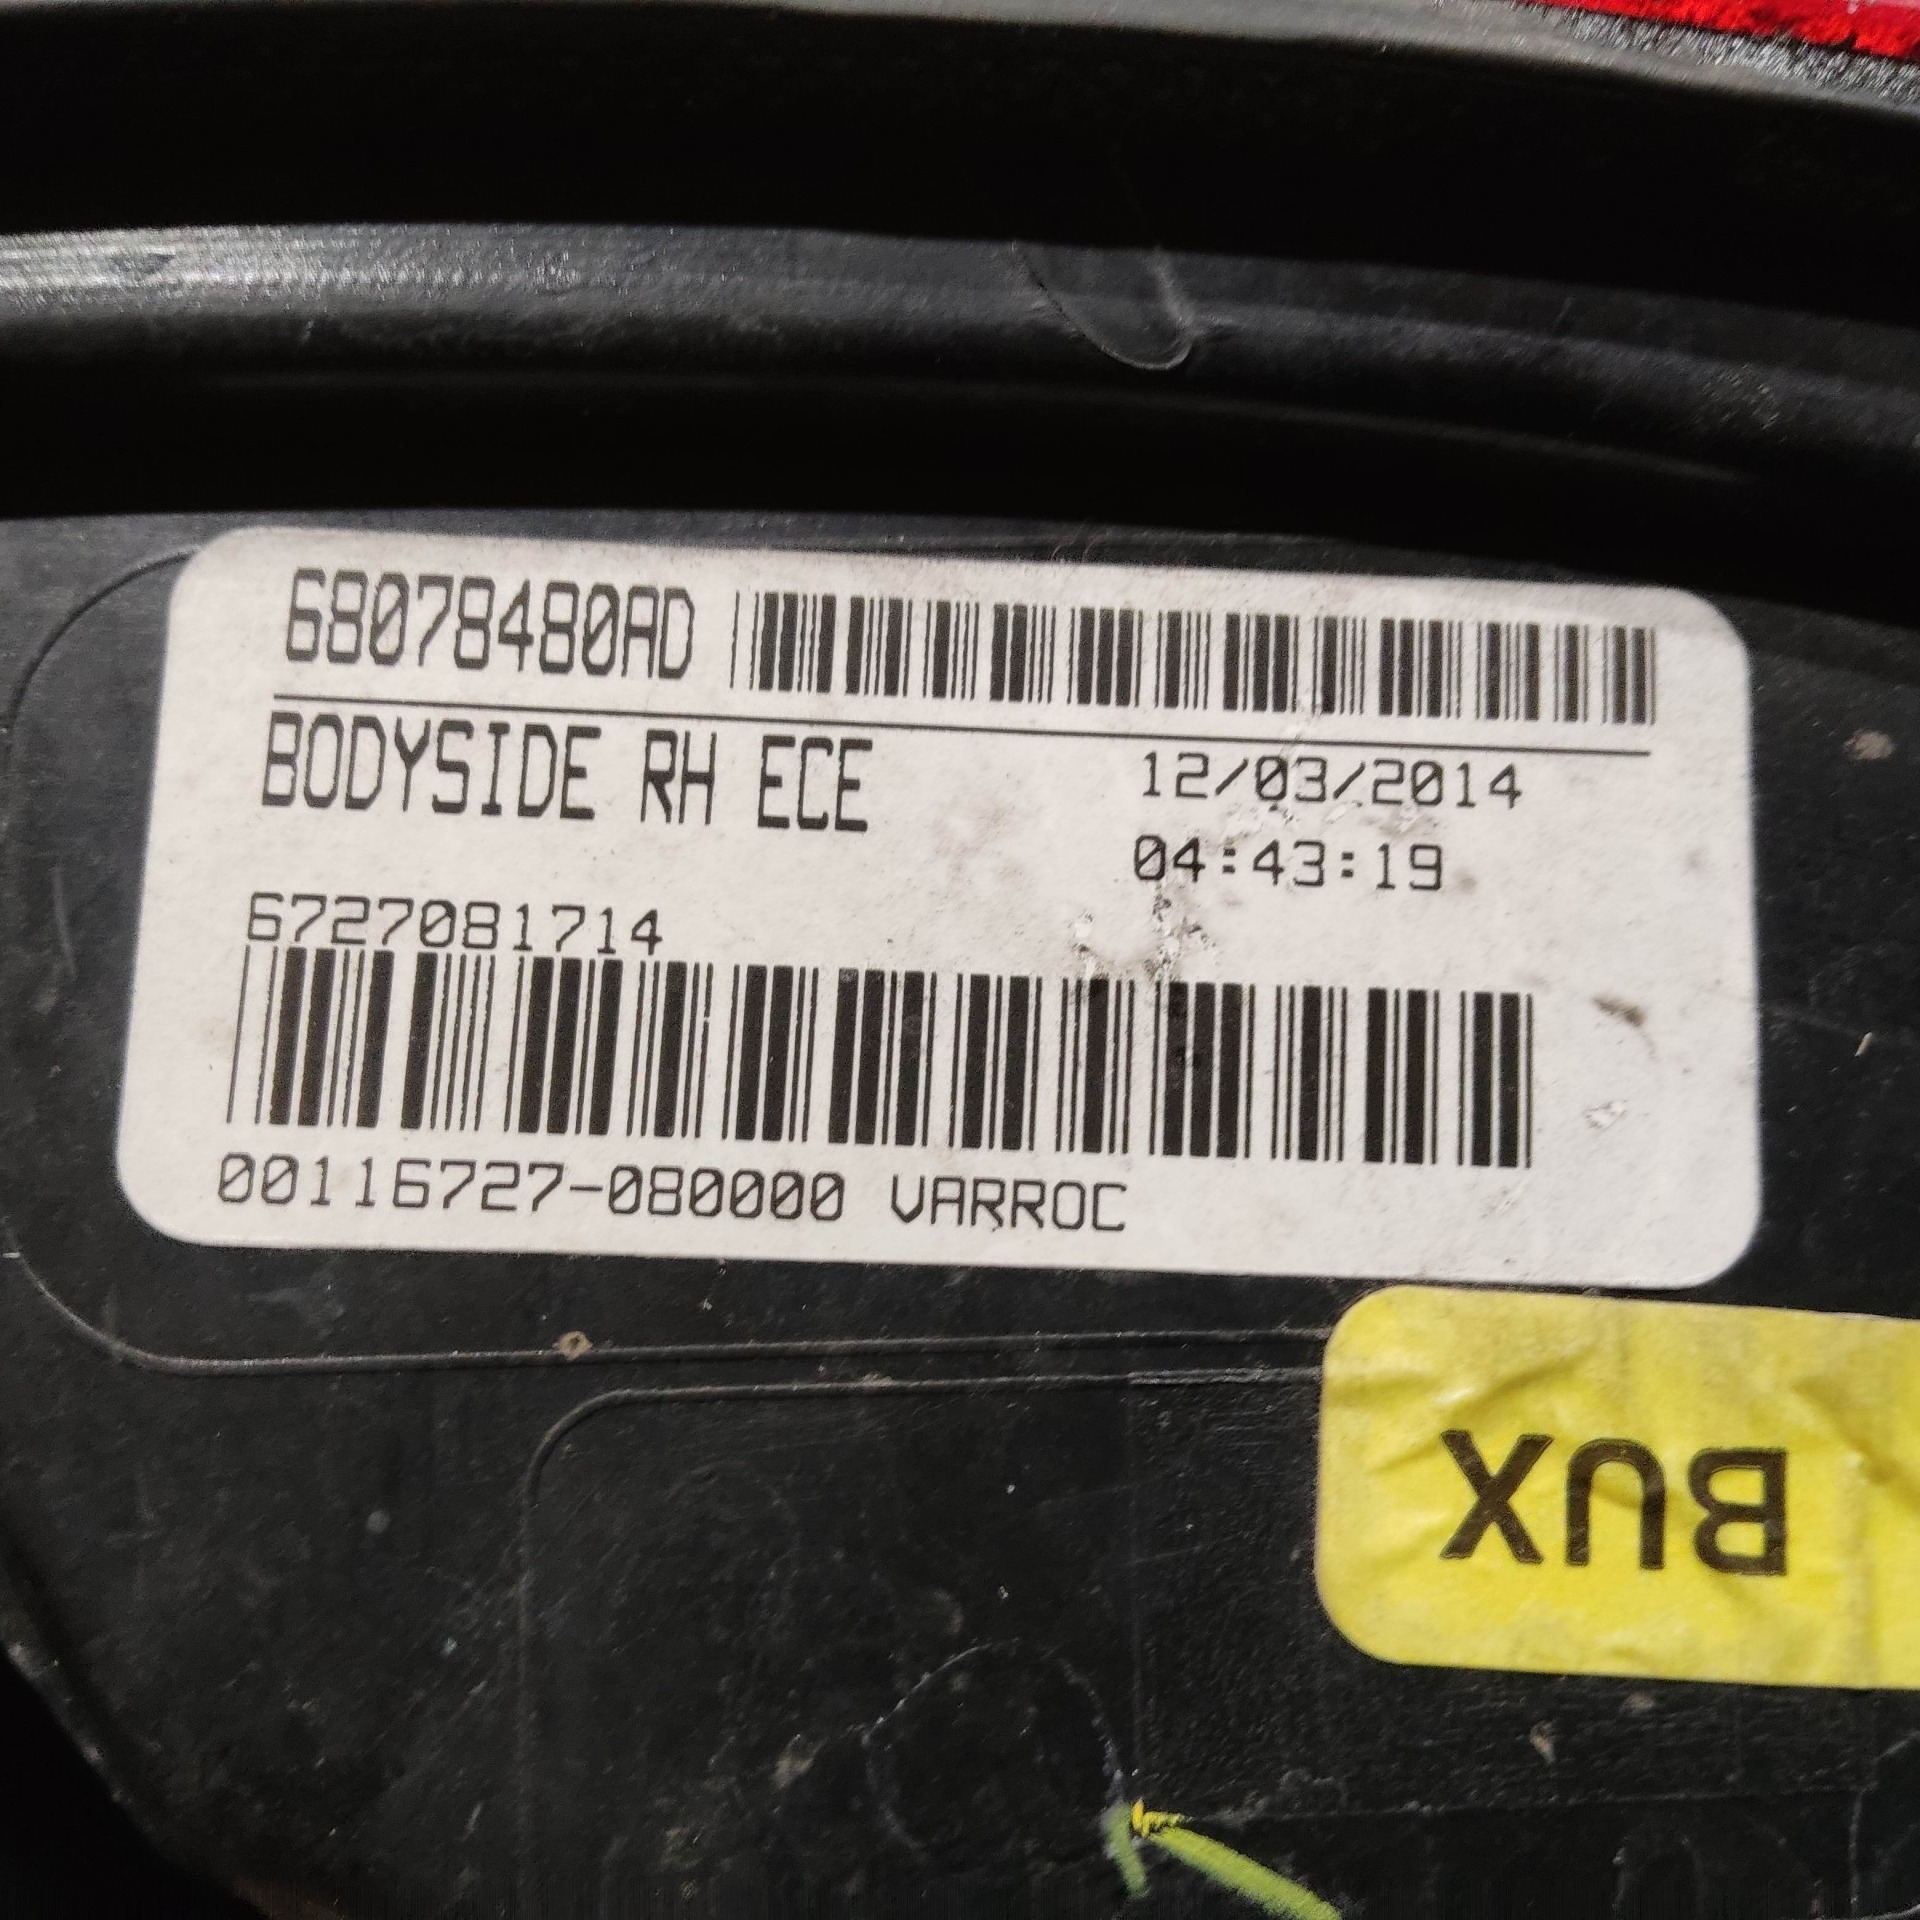 68078480AD
BODYSIDE RH ECE
12/03/2014
04:43:19
6727081714
00116727-080000 VARROC
BUX